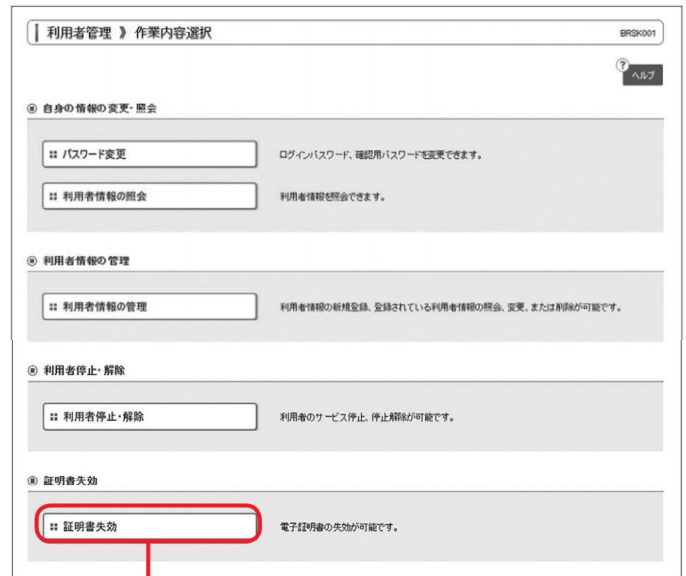 利用者管理 》 作業内容選択
BRSK001
? ヘルプ
自身の情報の変更・照会
パスワード変更
ログインパスワード、確認用パスワードを変更できます。
利用者情報の照会
利用者情報を照会できます。
利用者情報の管理
利用者情報の管理
利用者情報の新規登録、登録されている利用者情報の照会、変更、または削除が可能です。
利用者停止・解除
利用者停止・解除
利用者のサービス停止、停止解除が可能です。
証明書失効
証明書失効
電子証明書の失効が可能です。